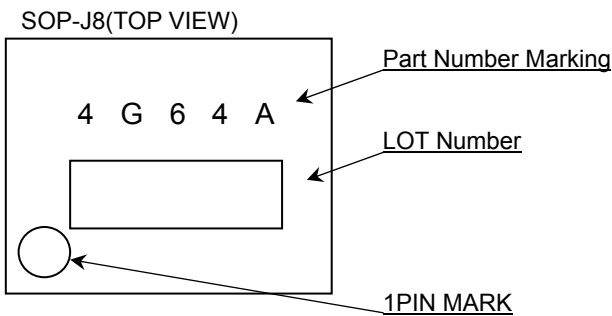 SOP-J8(TOP VIEW)
Part Number Marking
4 G 6 4 A
LOT Number
1PIN MARK